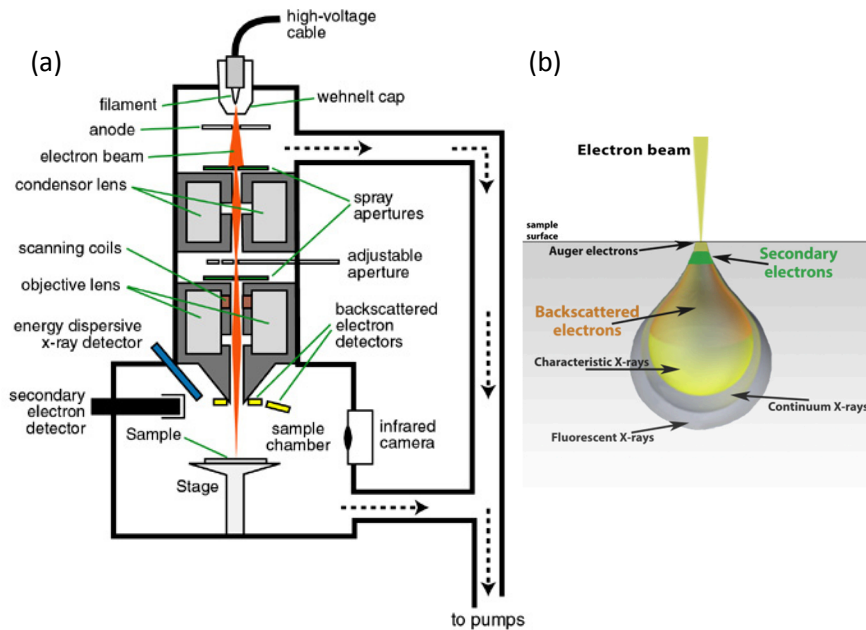 (a)
high-voltage
cable
filament
wehnelt cap
anode
electron beam
condensor lens
spray
apertures
scanning coils
adjustable
aperture
objective lens
backscattered
electron
detectors
energy dispersive
x-ray detector
secondary
electron
detector
Sample
sample
chamber
infrared
camera
Stage
to pumps
(b)
Electron beam
sample
surface
Auger electrons
Secondary
electrons
Backscattered
electrons
Characteristic X-rays
Continuum X-rays
Fluorescent X-rays